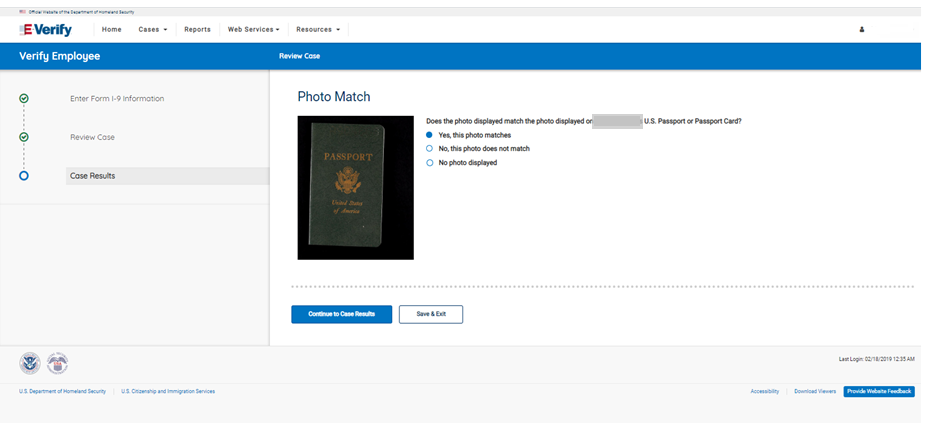 Official Website of the Department of Homeland Security
E-Verify Home Cases Reports Web Services Resources
Verify Employee Review Case
Enter Form I-9 Information
Review Case
Case Results
Photo Match
PASSPORT
United States
of America
Does the photo displayed match the photo displayed on U.S. Passport or Passport Card?
Yes, this photo matches
No, this photo does not match
No photo displayed
Continue to Case Results Save & Exit
Last Login: 02/18/2019 12:35 AM
U.S. Department of Homeland Security U.S. Citizenship and Immigration Services Accessibility Download Viewers Provide Website Feedback